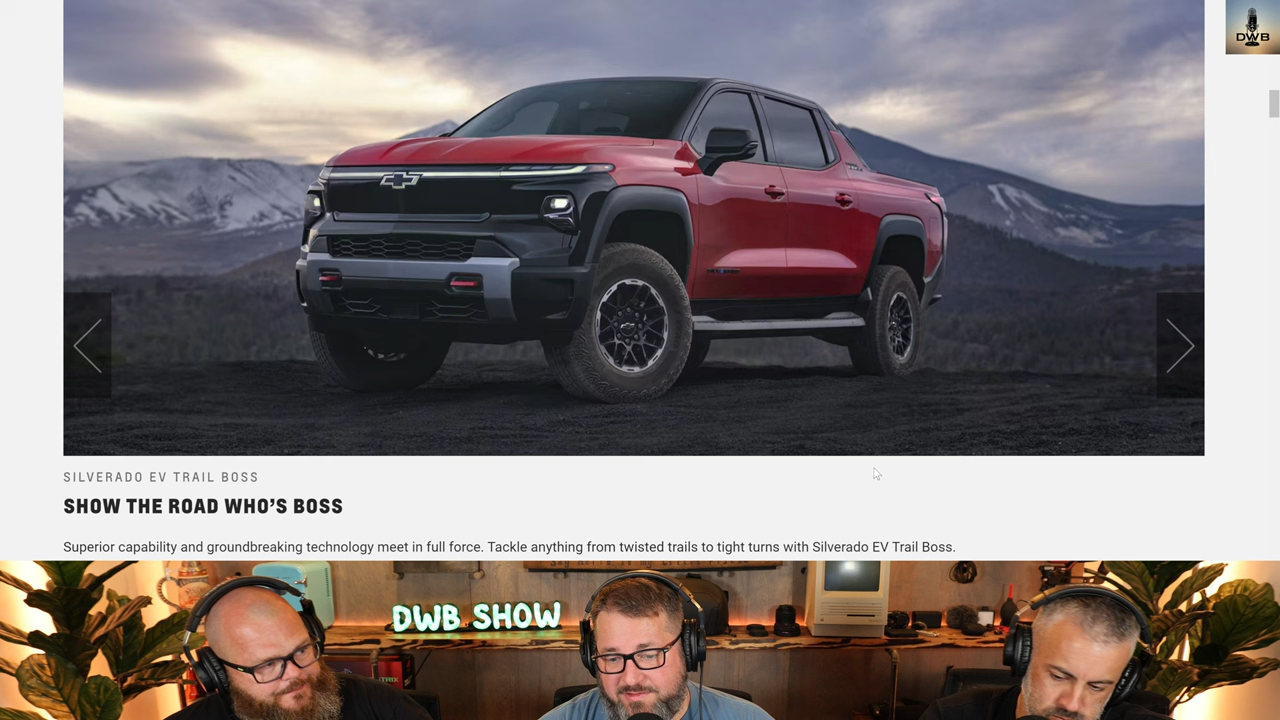 DWB
SILVERADO EV TRAIL BOSS
SHOW THE ROAD WHO'S BOSS
Superior capability and groundbreaking technology meet in full force. Tackle anything from twisted trails to tight turns with Silverado EV Trail Boss.
DWB SHOW